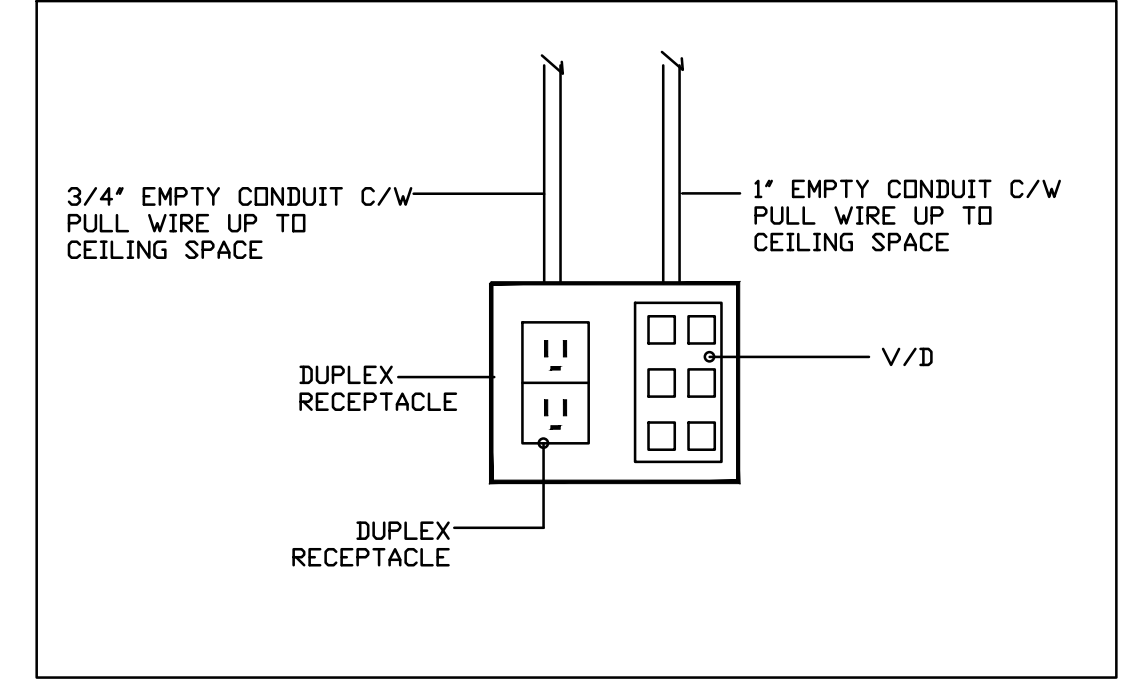 3/4" EMPTY CONDUIT C/W
PULL WIRE UP TO
CEILING SPACE
1" EMPTY CONDUIT C/W
PULL WIRE UP TO
CEILING SPACE
V/D
DUPLEX
RECEPTACLE
DUPLEX
RECEPTACLE